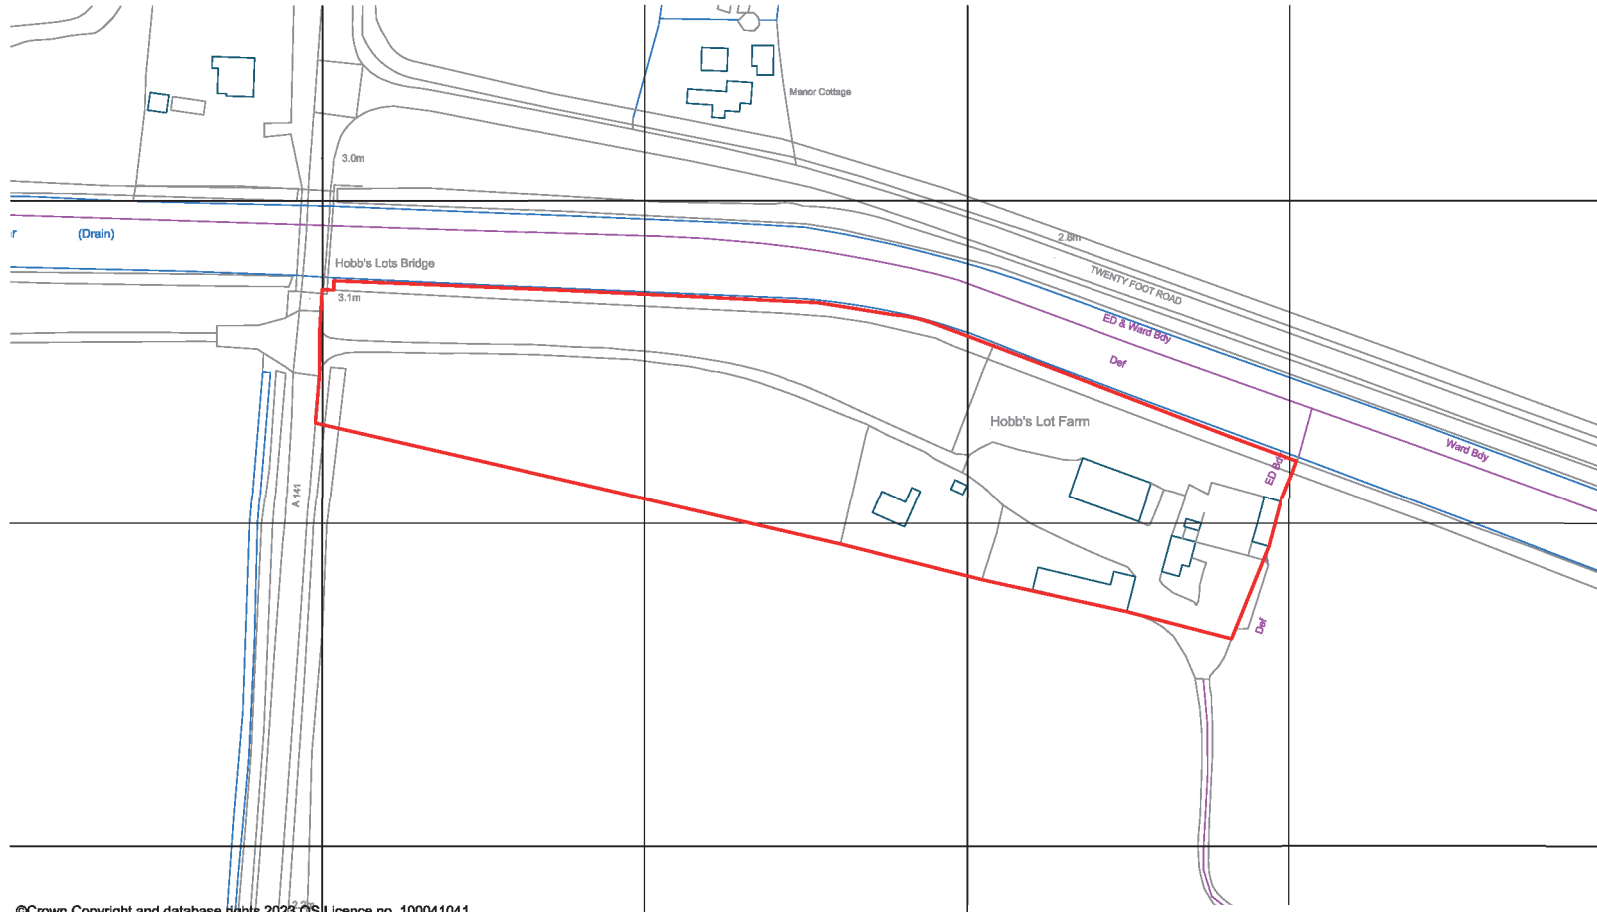 Manor Cottage
3.0m
(Drain)
2.8m
Hobb's Lots Bridge
TWENTY FOOT ROAD
3.1m
ED & Ward Bdy
Def
Hobb's Lot Farm
Ward Bdy
ED Bdy
A 141
Def
©Crown Copyright and database rights 2023 OS Licence no. 100041041